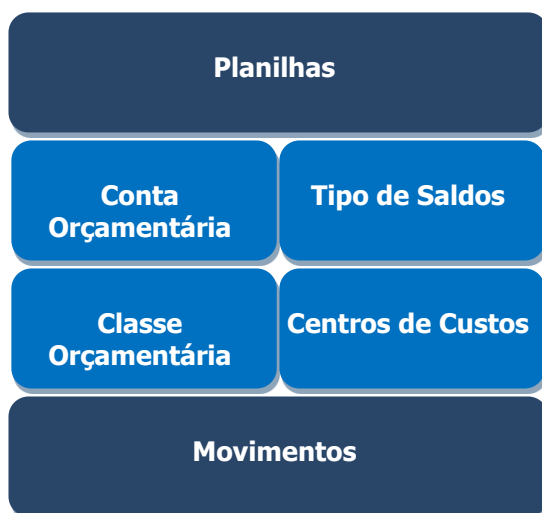 Planilhas
Conta
Orçamentária
Tipo de Saldos
Classe
Orçamentária
Centros de Custos
Movimentos